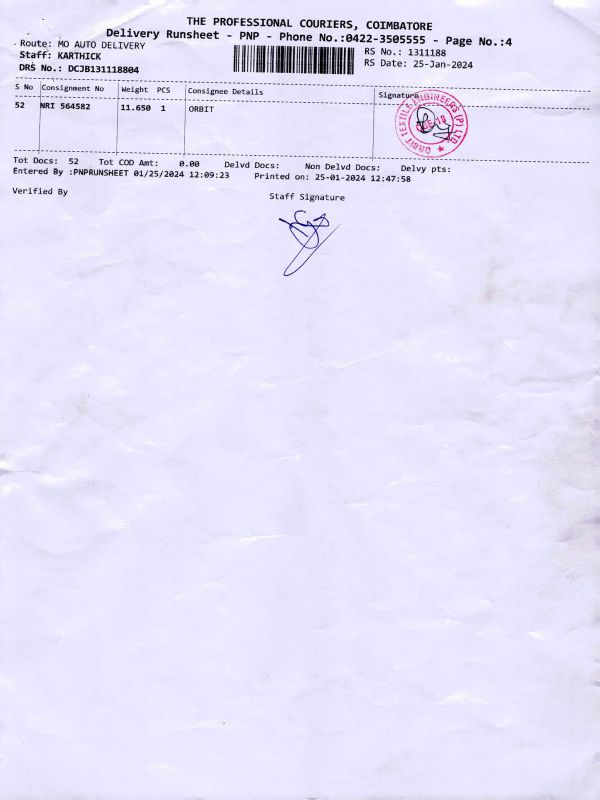 THE PROFESSIONAL COURIERS, COIMBATORE
Delivery Runsheet - PNP - Phone No.:0422-3505555 - Page No.:4
Route: MO AUTO DELIVERY
RS No.: 1311188
Staff: KARTHICK
RS Date: 25-Jan-2024
DRS No.: DCJB131118804
S No Consignment No Weight PCS Consignee Details Signature
52 NRI 564582 11.650 1 ORBIT
ORBIT TEXTILE ENGINEERS (P) LTD.
Tot Docs: 52 Tot COD Amt: 0.00 Delvd Docs: Non Delvd Docs: Delvy pts:
Entered By :PNPRUNSHEET 01/25/2024 12:09:23 Printed on: 25-01-2024 12:47:58
Verified By
Staff Signature